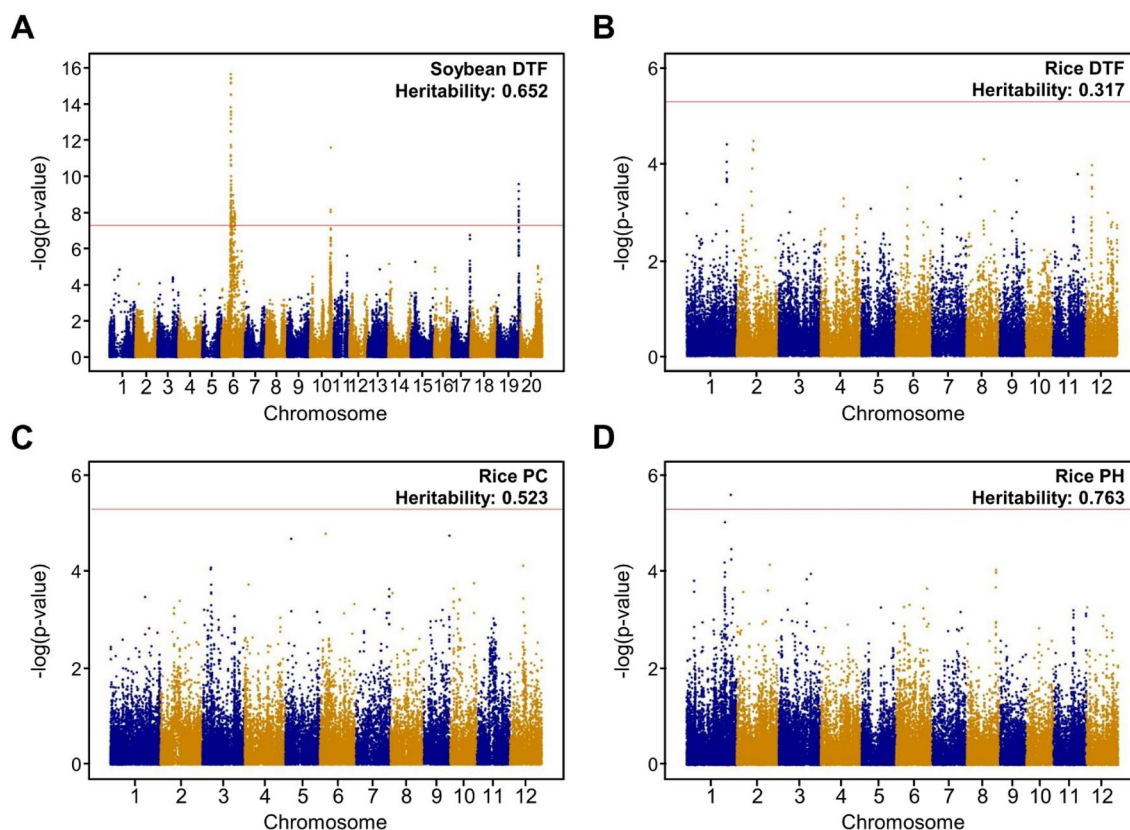 A
Soybean DTF
Heritability: 0.652
16
14
12
10
8
6
4
2
0
-log(p-value)
1 2 3 4 5 6 7 8 9 10 11 12 13 14 15 16 17 18 19 20
Chromosome
B
Rice DTF
Heritability: 0.317
6
4
2
0
-log(p-value)
1 2 3 4 5 6 7 8 9 10 11 12
Chromosome
C
Rice PC
Heritability: 0.523
6
4
2
0
-log(p-value)
1 2 3 4 5 6 7 8 9 10 11 12
Chromosome
D
Rice PH
Heritability: 0.763
6
4
2
0
-log(p-value)
1 2 3 4 5 6 7 8 9 10 11 12
Chromosome